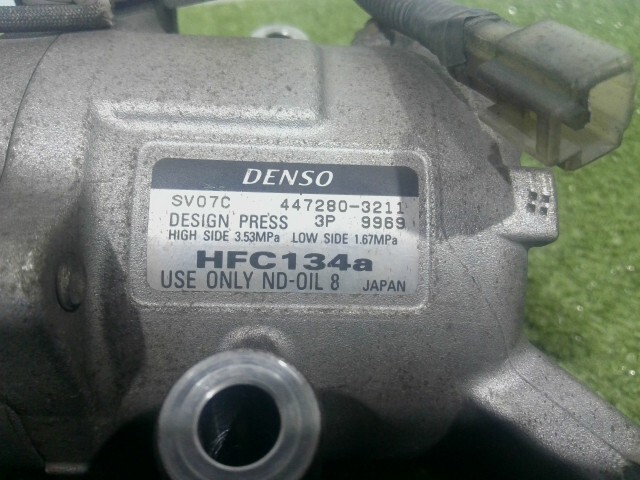 DENSO
SV07C 447280-3211
DESIGN PRESS 3P 9969
HIGH SIDE 3.53MPa LOW SIDE 1.67MPa
HFC134a
USE ONLY ND-OIL 8 JAPAN